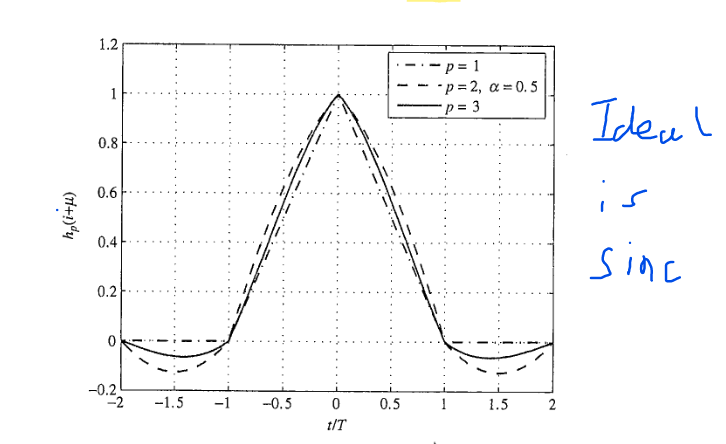 1.2
1
0.8
0.6
0.4
0.2
0
−0.2
h_p(i+μ)
p = 1
p = 2, α = 0.5
p = 3
−2 −1.5 −1 −0.5 0 0.5 1 1.5 2
t/T
Ideal
is
sinc